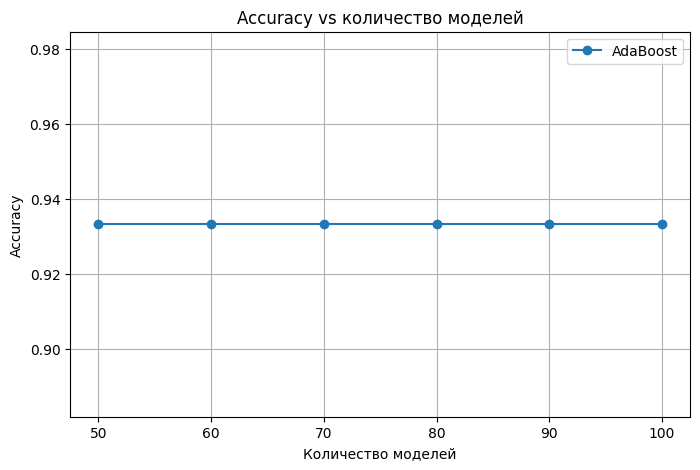 Accuracy vs количество моделей
AdaBoost
0.98
0.96
0.94
0.92
0.90
Accuracy
50 60 70 80 90 100
Количество моделей